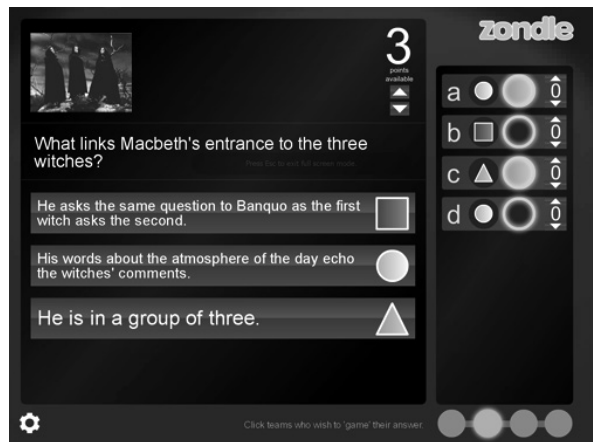 zondle
3
points
available
What links Macbeth's entrance to the three
witches?
Press Esc to exit full screen mode.
He asks the same question to Banquo as the first
witch asks the second.
His words about the atmosphere of the day echo
the witches' comments.
He is in a group of three.
a 0
b 0
c 0
d 0
Click teams who wish to 'game' their answer.